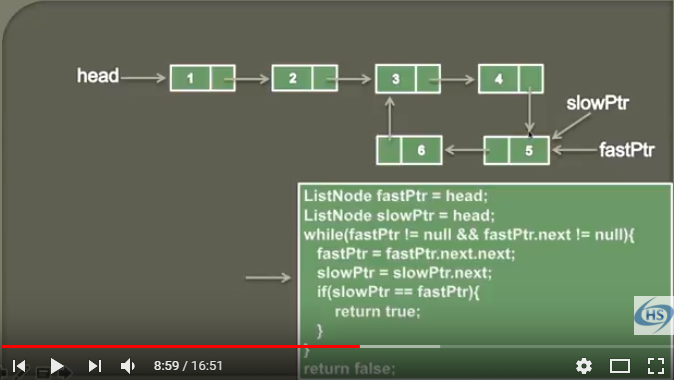 head 1 2 3 4
slowPtr
6 5 fastPtr
ListNode fastPtr = head;
ListNode slowPtr = head;
while(fastPtr != null && fastPtr.next != null){
fastPtr = fastPtr.next.next;
slowPtr = slowPtr.next;
if(slowPtr == fastPtr){
return true;
}
}
return false;
HS
8:59 / 16:51